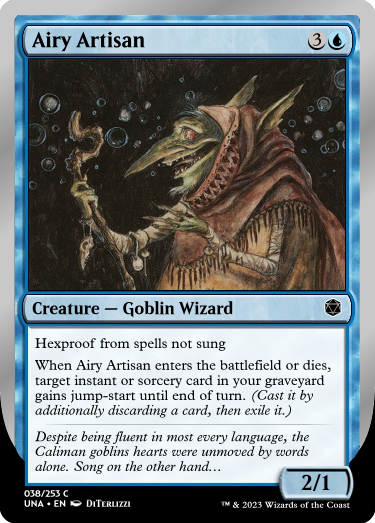 Airy Artisan 3
Creature — Goblin Wizard
Hexproof from spells not sung
When Airy Artisan enters the battlefield or dies,
target instant or sorcery card in your graveyard
gains jump-start until end of turn. (Cast it by
additionally discarding a card, then exile it.)
Despite being fluent in most every language, the
Caliman goblins hearts were unmoved by words
alone. Song on the other hand…
2/1
038/253 C
UNA • EN DiTerlizzi
™ & 2023 Wizards of the Coast